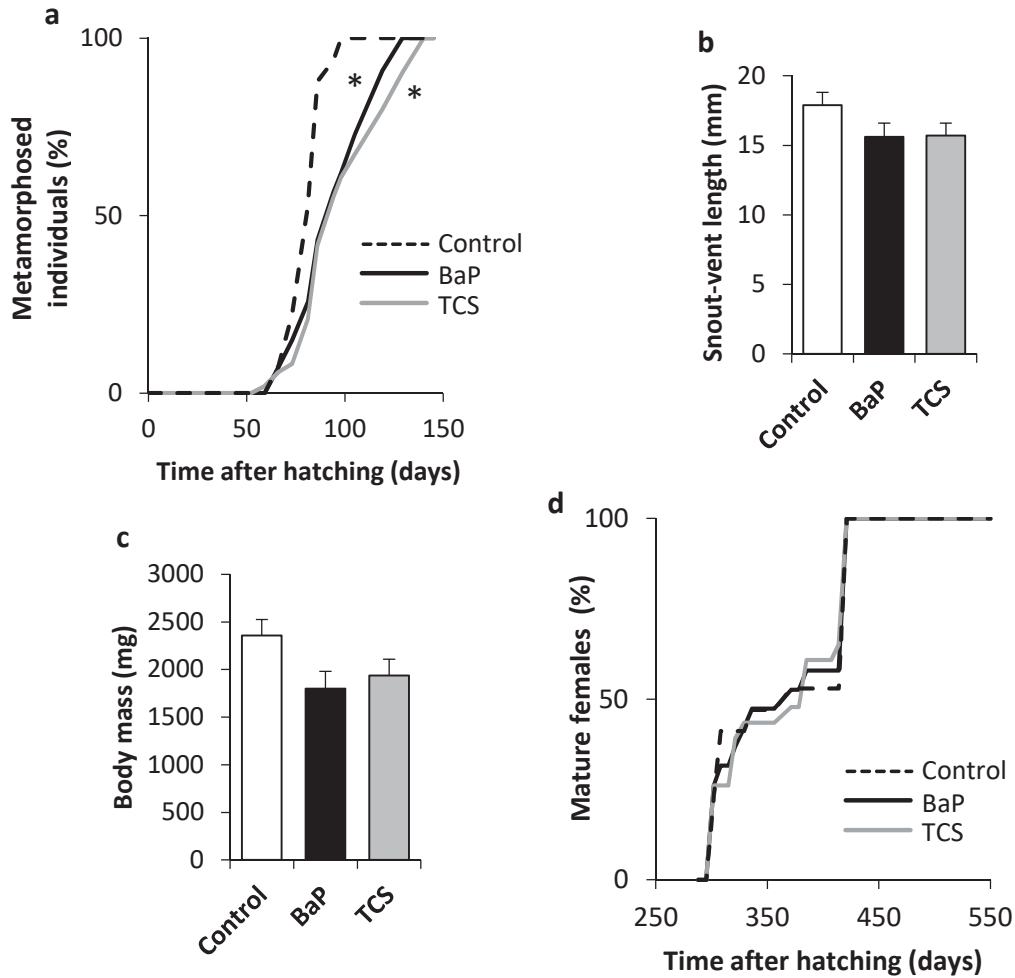 a
100
50
0
Metamorphosed
individuals (%)
*
*
Control
BaP
TCS
0 50 100 150
Time after hatching (days)
b
20
15
10
5
0
Snout-vent length (mm)
Control BaP TCS
c
3000
2500
2000
1500
1000
500
0
Body mass (mg)
Control BaP TCS
d
100
50
0
Mature females (%)
Control
BaP
TCS
250 350 450 550
Time after hatching (days)